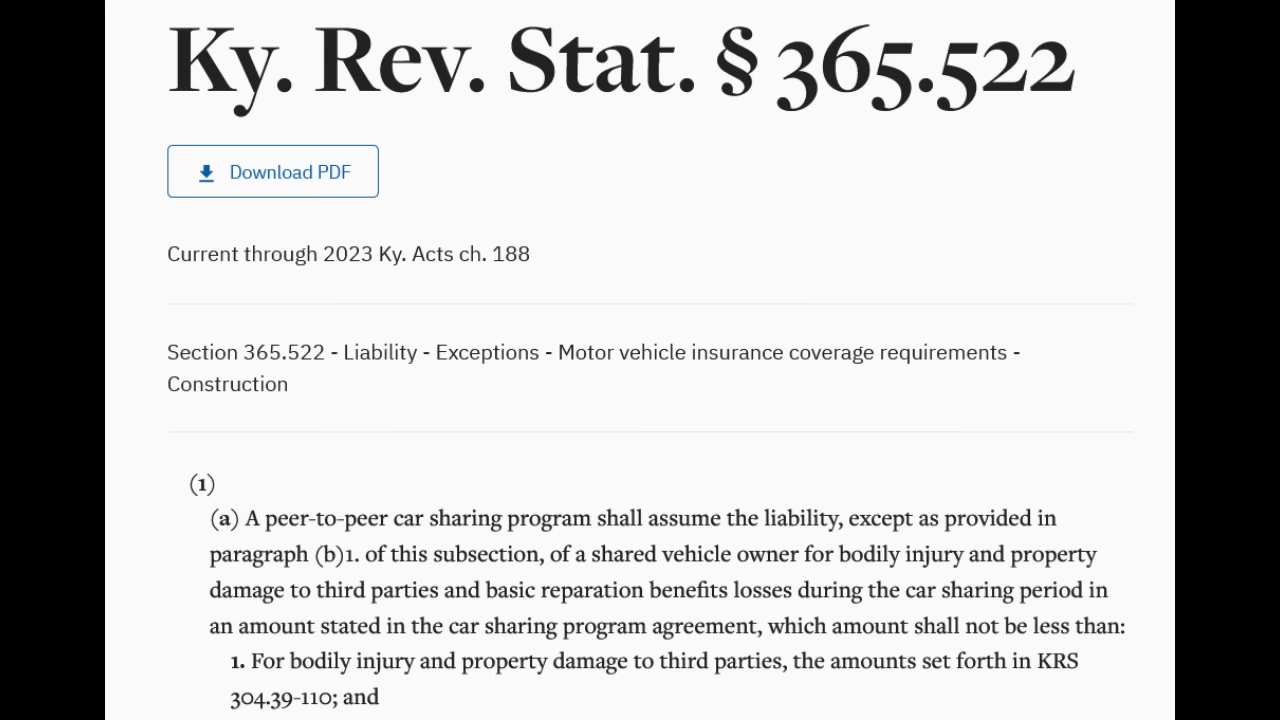 Ky. Rev. Stat. § 365.522
Download PDF
Current through 2023 Ky. Acts ch. 188
Section 365.522 - Liability - Exceptions - Motor vehicle insurance coverage requirements -
Construction
(1)
(a) A peer-to-peer car sharing program shall assume the liability, except as provided in
paragraph (b)1. of this subsection, of a shared vehicle owner for bodily injury and property
damage to third parties and basic reparation benefits losses during the car sharing period in
an amount stated in the car sharing program agreement, which amount shall not be less than:
1. For bodily injury and property damage to third parties, the amounts set forth in KRS
304.39-110; and